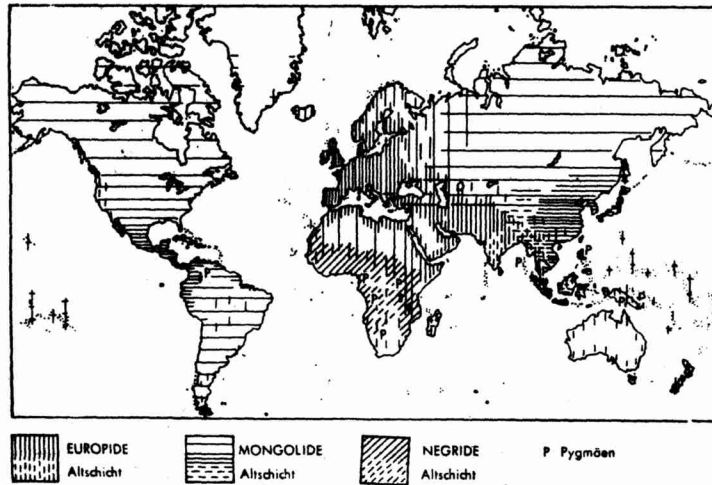 P
P
P
P
P
P
P
EUROPIDE
Altschicht
MONGOLIDE
Altschicht
NEGRIDE
Altschicht
P Pygmäen